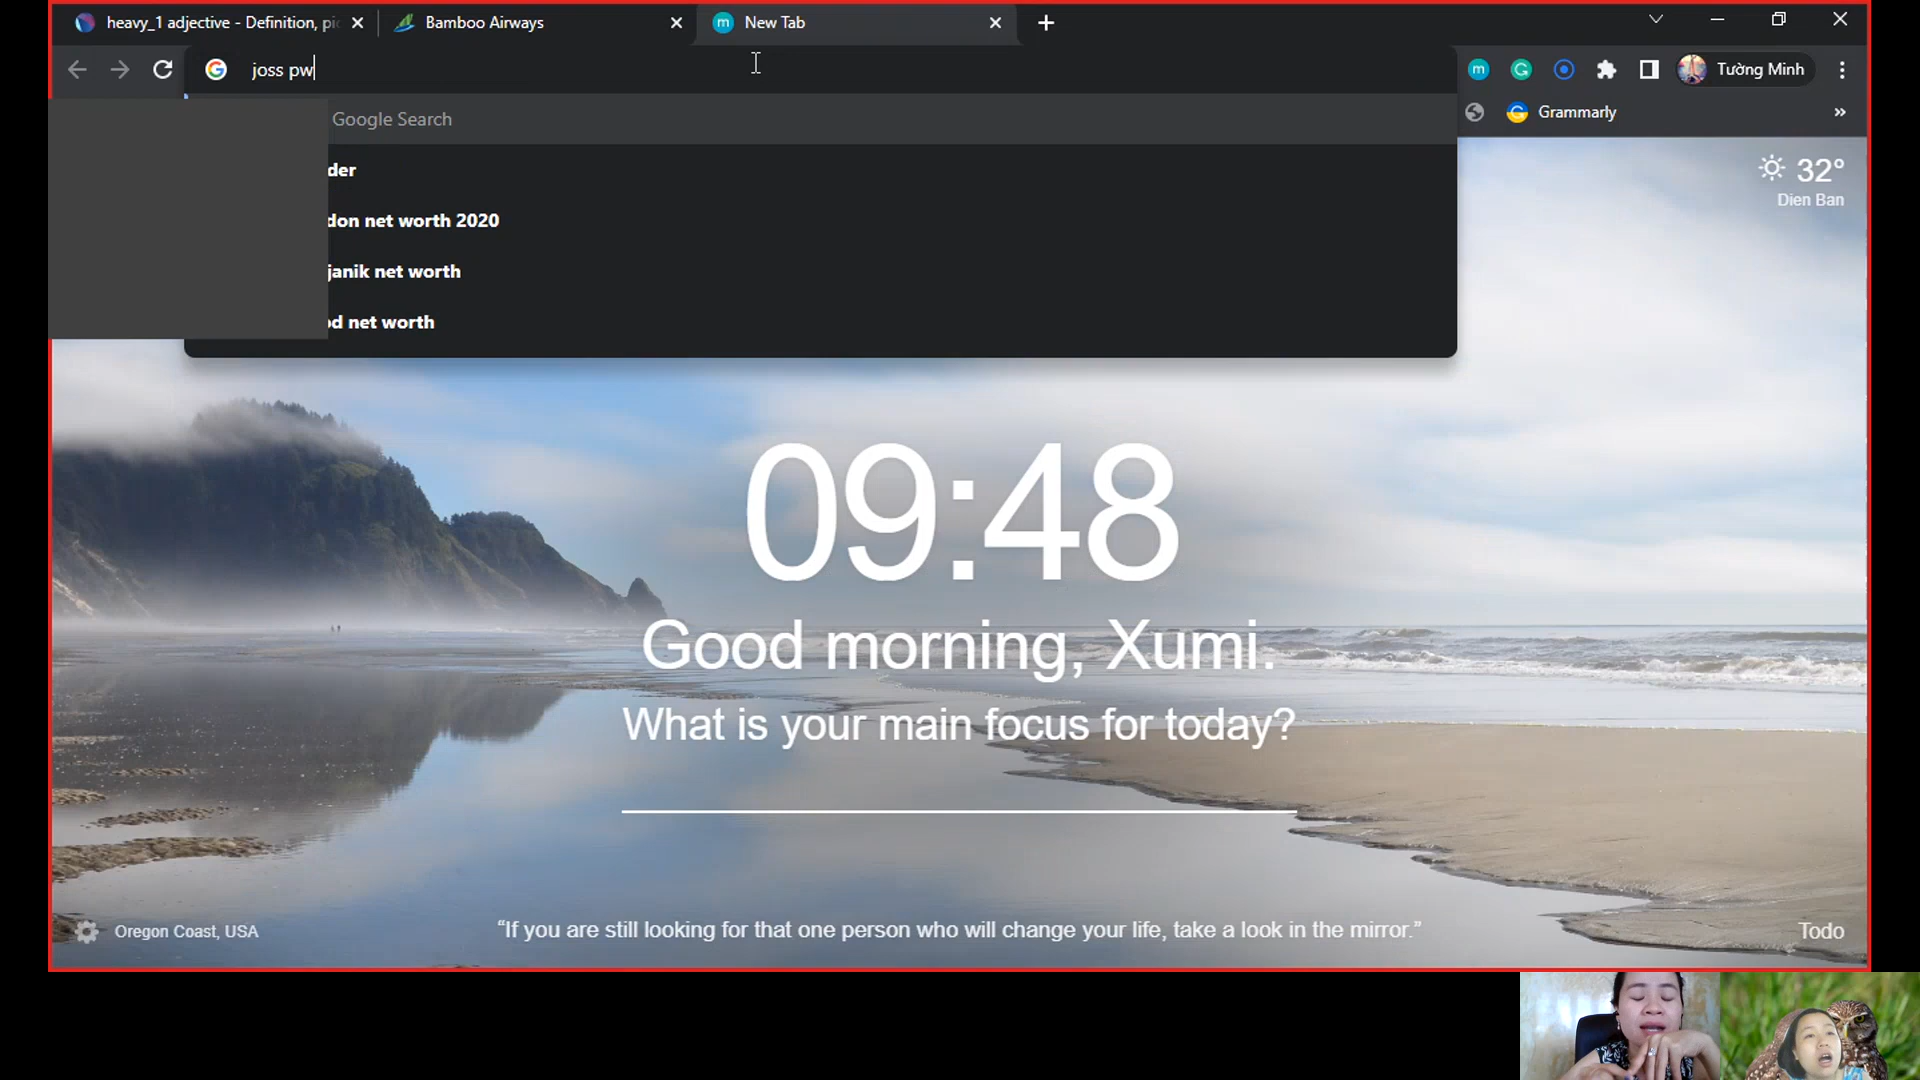 heavy_1 adjective - Definition, pic
Bamboo Airways
New Tab
joss pw
Tường Minh
Google Search
Grammarly
der
don net worth 2020
janik net worth
d net worth
32°
Dien Ban
09:48
Good morning, Xumi.
What is your main focus for today?
Oregon Coast, USA
“If you are still looking for that one person who will change your life, take a look in the mirror.”
Todo